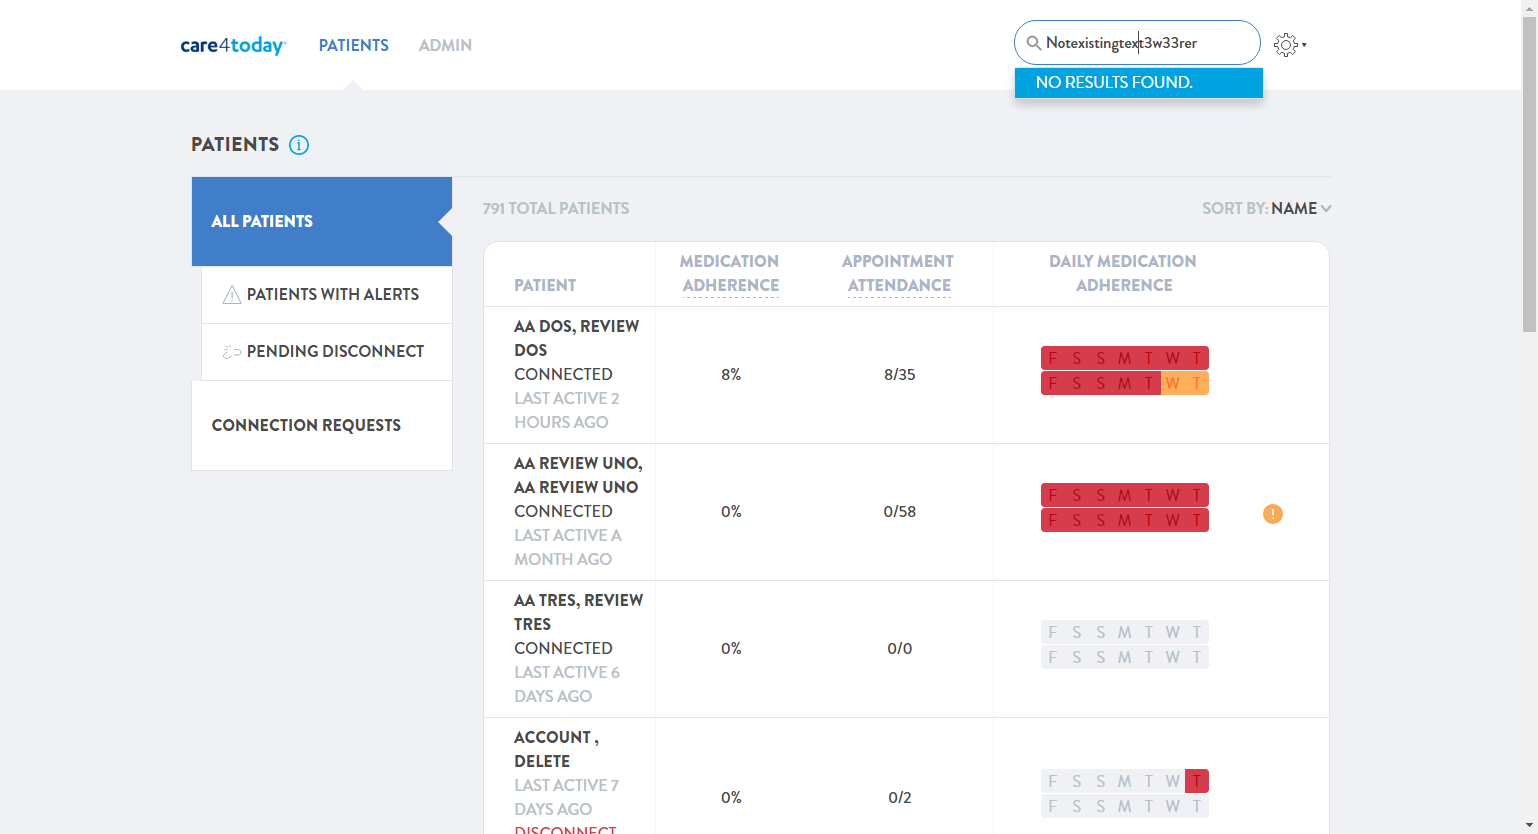 care4today
PATIENTS
ADMIN
Notexistingtext3w33rer
NO RESULTS FOUND.
PATIENTS
ALL PATIENTS
PATIENTS WITH ALERTS
PENDING DISCONNECT
CONNECTION REQUESTS
791 TOTAL PATIENTS
SORT BY: NAME
PATIENT
MEDICATION
ADHERENCE
APPOINTMENT
ATTENDANCE
DAILY MEDICATION
ADHERENCE
AA DOS, REVIEW
DOS
CONNECTED
LAST ACTIVE 2
HOURS AGO
8%
8/35
F S S M T W T
F S S M T W T
AA REVIEW UNO,
AA REVIEW UNO
CONNECTED
LAST ACTIVE A
MONTH AGO
0%
0/58
F S S M T W T
F S S M T W T
!
AA TRES, REVIEW
TRES
CONNECTED
LAST ACTIVE 6
DAYS AGO
0%
0/0
F S S M T W T
F S S M T W T
ACCOUNT ,
DELETE
LAST ACTIVE 7
DAYS AGO
DISCONNECT
0%
0/2
F S S M T W T
F S S M T W T